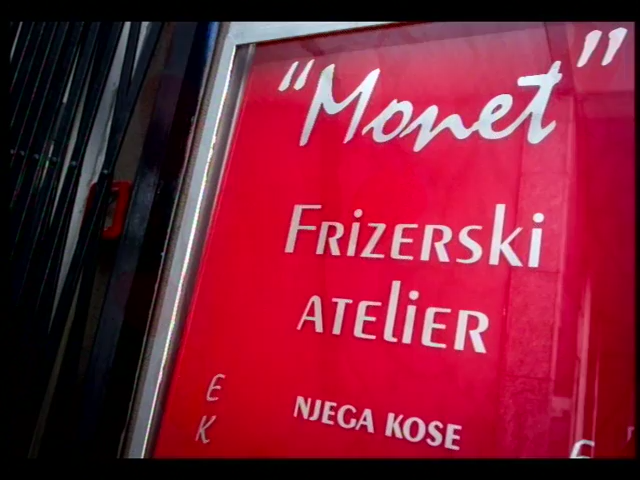 "Monet"
FRIZERSKI
ATELIER
NJEGA KOSE
E
K